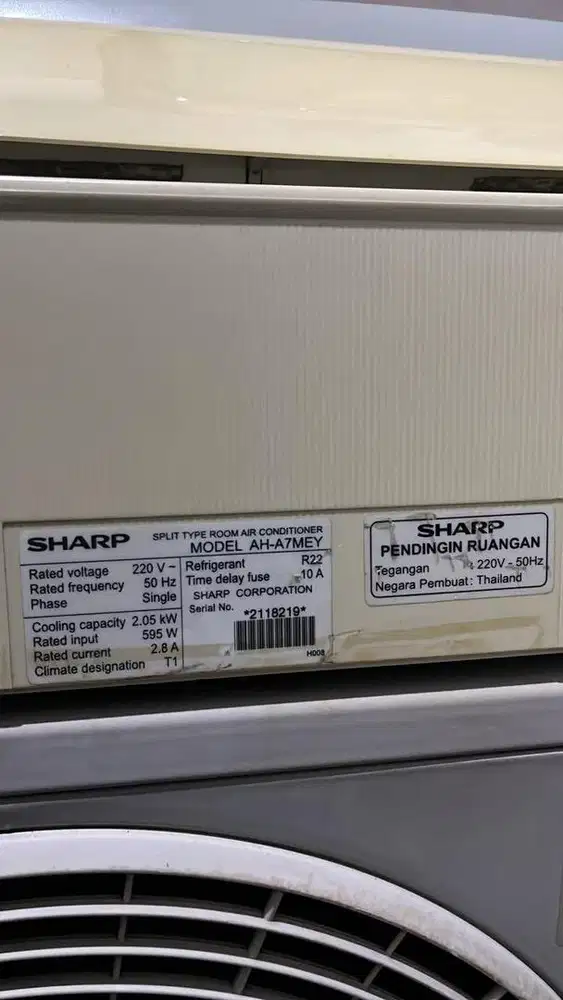 SHARP SPLIT TYPE ROOM AIR CONDITIONER
MODEL AH-A7MEY
Rated voltage 220 V ~
Rated frequency 50 Hz
Phase Single
Cooling capacity 2.05 kW
Rated input 595 W
Rated current 2.8 A
Climate designation T1
Refrigerant R22
Time delay fuse 10 A
SHARP CORPORATION
Serial No. *2118219*
H008
SHARP
PENDINGIN RUANGAN
Tegangan : 220V - 50Hz
Negara Pembuat : Thailand